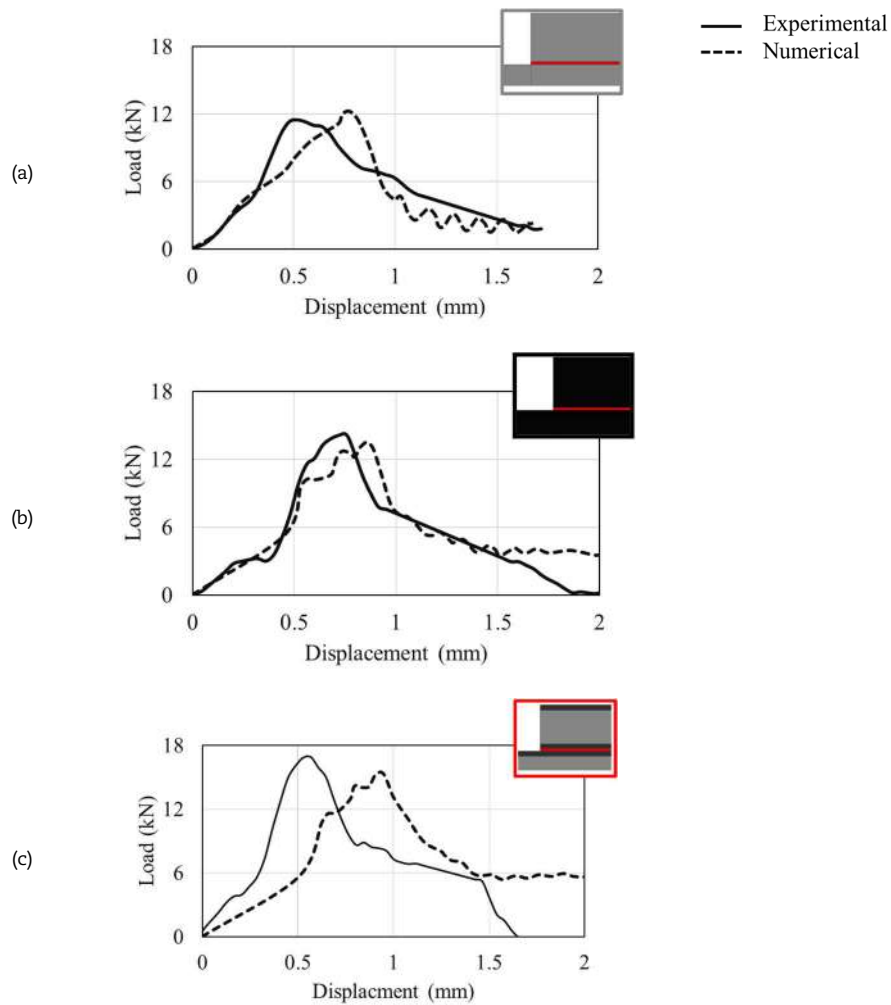 Experimental
Numerical
(a)
Load (kN)
18
12
6
0
0 0.5 1 1.5 2
Displacement (mm)
(b)
Load (kN)
18
12
6
0
0 0.5 1 1.5 2
Displacement (mm)
(c)
Load (kN)
18
12
6
0
0 0.5 1 1.5 2
Displacment (mm)